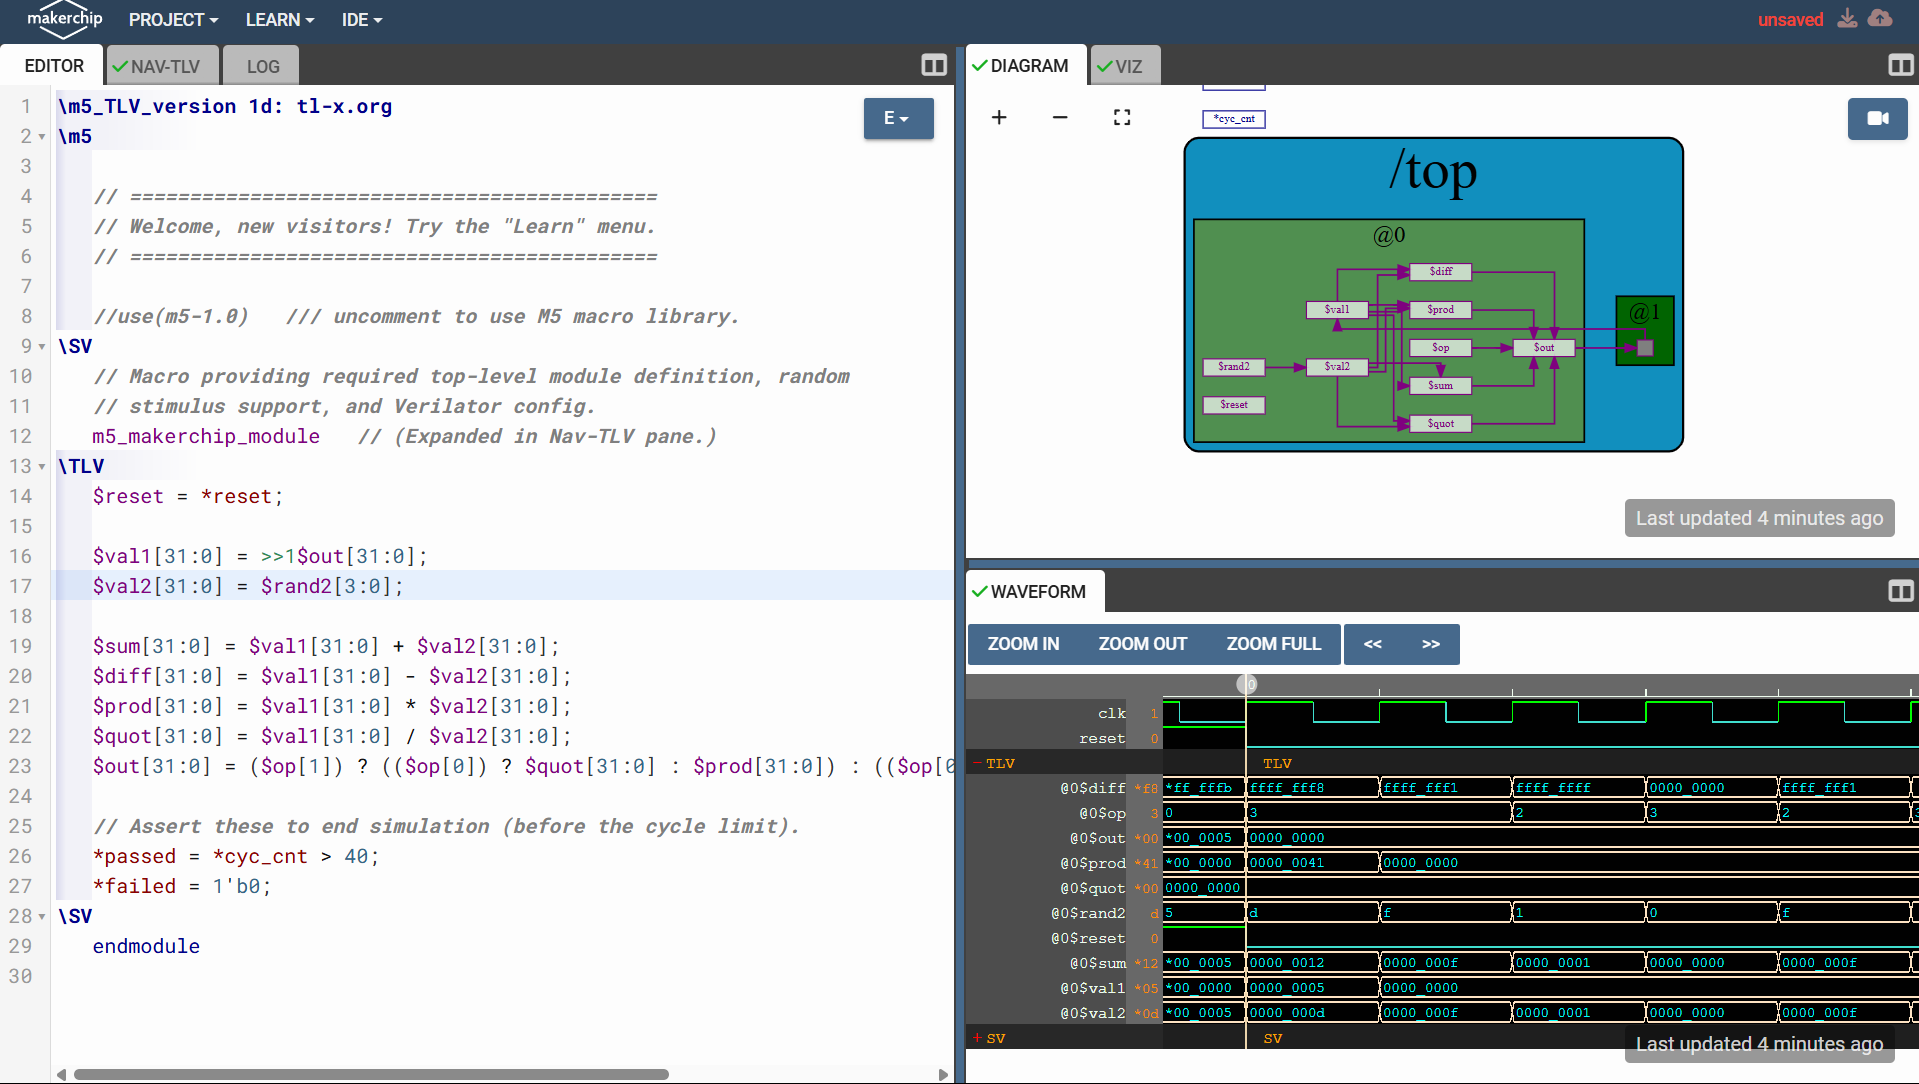 makerchip PROJECT LEARN IDE unsaved
EDITOR NAV-TLV LOG
1 \m5_TLV_version 1d: tl-x.org
2 \m5
3
4 // ============================================
5 // Welcome, new visitors! Try the "Learn" menu.
6 // ============================================
7
8 //use(m5-1.0) /// uncomment to use M5 macro library.
9 \SV
10 // Macro providing required top-level module definition, random
11 // stimulus support, and Verilator config.
12 m5_makerchip_module // (Expanded in Nav-TLV pane.)
13 \TLV
14 $reset = *reset;
15
16 $val1[31:0] = >>1$out[31:0];
17 $val2[31:0] = $rand2[3:0];
18
19 $sum[31:0] = $val1[31:0] + $val2[31:0];
20 $diff[31:0] = $val1[31:0] - $val2[31:0];
21 $prod[31:0] = $val1[31:0] * $val2[31:0];
22 $quot[31:0] = $val1[31:0] / $val2[31:0];
23 $out[31:0] = ($op[1]) ? (($op[0]) ? $quot[31:0] : $prod[31:0]) : (($op[0
24
25 // Assert these to end simulation (before the cycle limit).
26 *passed = *cyc_cnt > 40;
27 *failed = 1'b0;
28 \SV
29 endmodule
30
E
DIAGRAM VIZ
+ −
*cyc_cnt
/top
@0
$diff
$val1 $prod
@1
$op $out
$rand2 $val2
$sum
$reset
$quot
Last updated 4 minutes ago
WAVEFORM
ZOOM IN ZOOM OUT ZOOM FULL << >>
0
clk 1
reset 0
− TLV TLV
@0$diff *f8 *ff_fffb ffff_fff8 ffff_fff1 ffff_ffff 0000_0000 ffff_fff1
@0$op 3 0 3 2 3 2 3
@0$out *00 *00_0005 0000_0000
@0$prod *41 *00_0000 0000_0041 0000_0000
@0$quot *00 0000_0000
@0$rand2 d 5 d f 1 0 f
@0$reset 0
@0$sum *12 *00_0005 0000_0012 0000_000f 0000_0001 0000_0000 0000_000f
@0$val1 *05 *00_0000 0000_0005 0000_0000
@0$val2 *0d *00_0005 0000_000d 0000_000f 0000_0001 0000_0000 0000_000f
+ SV SV
Last updated 4 minutes ago